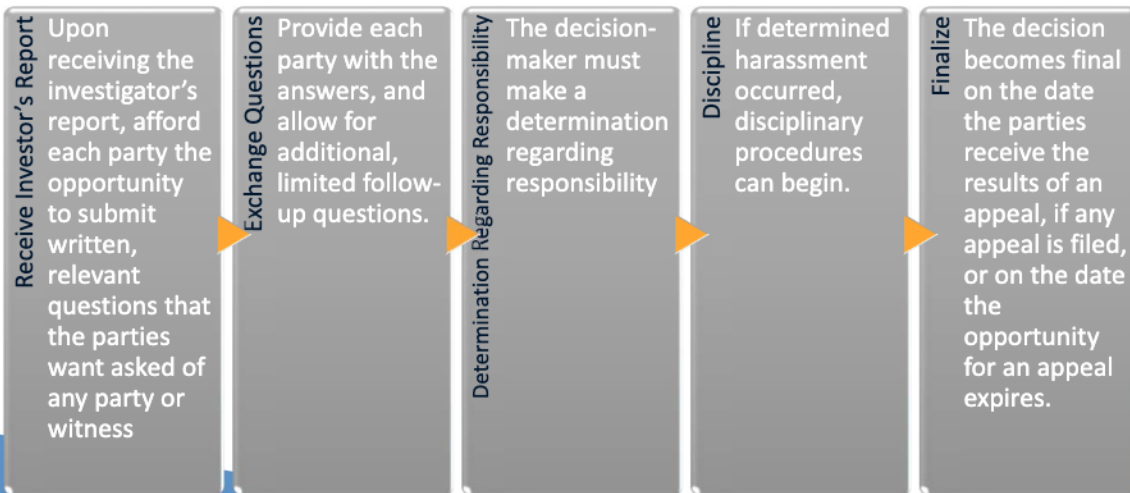 Receive Investor's Report
Upon
receiving the
investigator's
report, afford
each party the
opportunity
to submit
written,
relevant
questions that
the parties
want asked of
any party or
witness
Exchange Questions
Provide each
party with the
answers, and
allow for
additional,
limited follow-
up questions.
Determination Regarding Responsibility
The decision-
maker must
make a
determination
regarding
responsibility
Discipline
If determined
harassment
occurred,
disciplinary
procedures
can begin.
Finalize
The decision
becomes final
on the date
the parties
receive the
results of an
appeal, if any
appeal is filed,
or on the date
the
opportunity
for an appeal
expires.